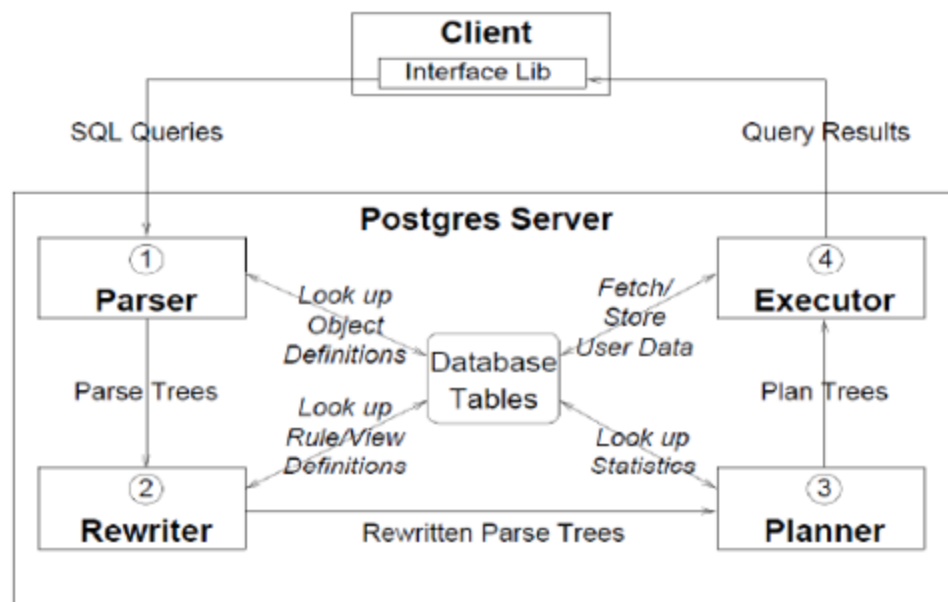 Client
Interface Lib
SQL Queries
Query Results
Postgres Server
1
Parser
4
Executor
Look up
Object
Definitions
Fetch/
Store
User Data
Database
Tables
Parse Trees
Plan Trees
Look up
Rule/View
Definitions
Look up
Statistics
2
Rewriter
Rewritten Parse Trees
3
Planner